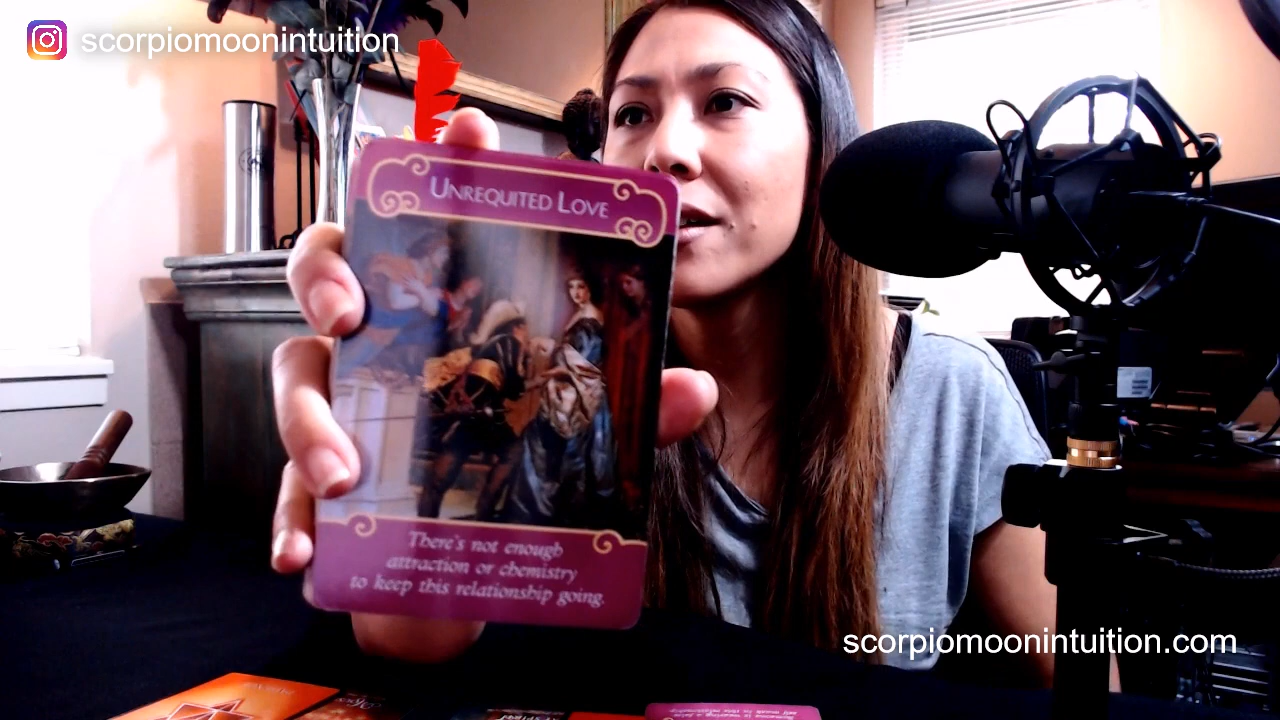 scorpiomoonintuition
UNREQUITED LOVE
There's not enough
attraction or chemistry
to keep this relationship going.
scorpiomoonintuition.com